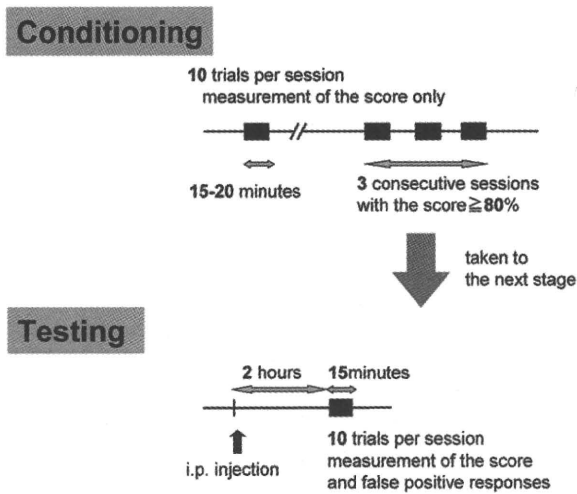 Conditioning
10 trials per session
measurement of the score only
15-20 minutes
3 consecutive sessions
with the score≧80%
taken to
the next stage
Testing
2 hours
15minutes
i.p. injection
10 trials per session
measurement of the score
and false positive responses